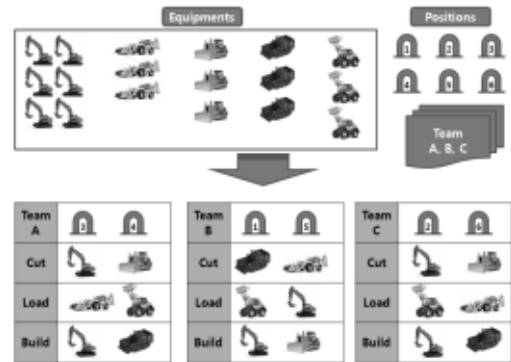 Equipments
Positions
1 2 3
4 5 6
Team
A, B, C
Team
A
3 4
Team
B
1 5
Team
C
2 6
Cut
Cut
Cut
Load
Load
Load
Build
Build
Build